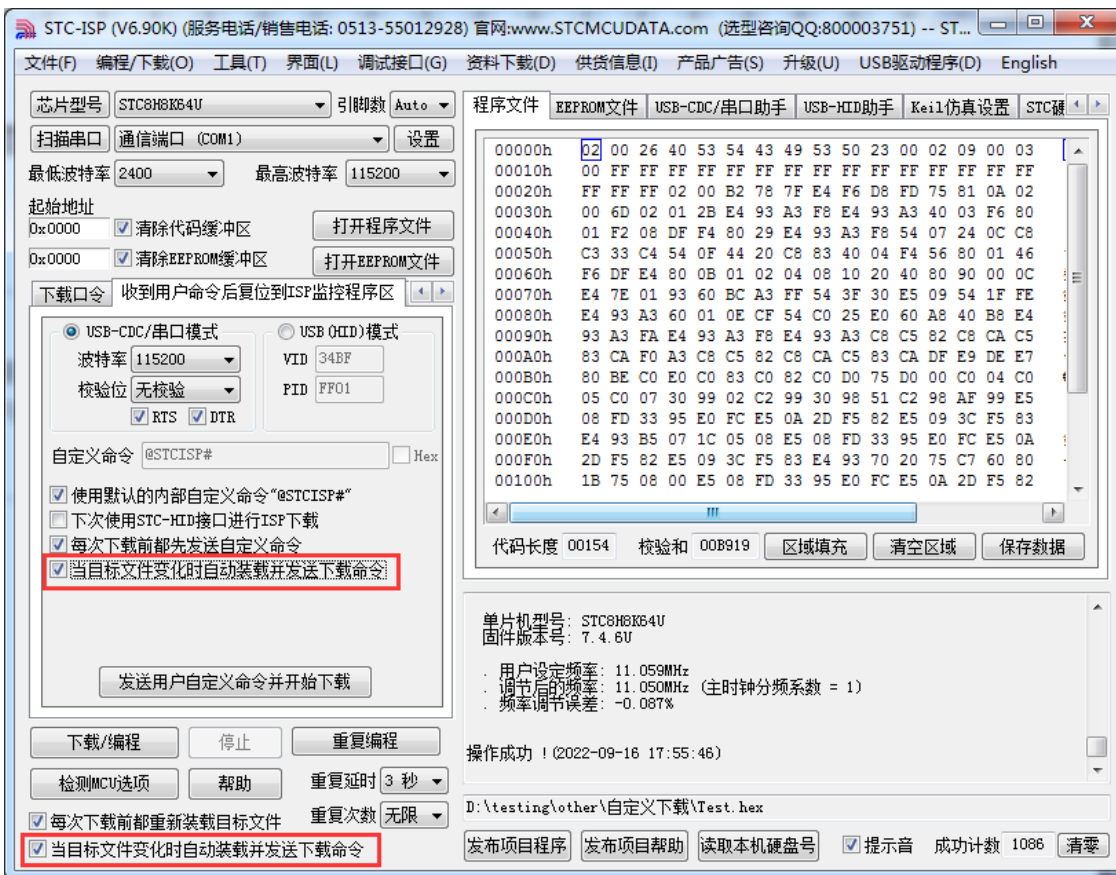 STC-ISP (V6.90K) (服务电话/销售电话: 0513-55012928) 官网:www.STCMCUDATA.com (选型咨询QQ:800003751) -- ST...
文件(F) 编程/下载(O) 工具(T) 界面(L) 调试接口(G) 资料下载(D) 供货信息(I) 产品广告(S) 升级(U) USB驱动程序(D) English
芯片型号 STC8H8K64U 引脚数 Auto
扫描串口 通信端口 (COM1) 设置
最低波特率 2400 最高波特率 115200
起始地址
0x0000 清除代码缓冲区 打开程序文件
0x0000 清除EEPROM缓冲区 打开EEPROM文件
下载口令 收到用户命令后复位到ISP监控程序区
USB-CDC/串口模式 USB(HID)模式
波特率 115200 VID 34BF
校验位 无校验 PID FF01
RTS DTR
自定义命令 @STCISP# Hex
使用默认的内部自定义命令"@STCISP#"
下次使用STC-HID接口进行ISP下载
每次下载前都先发送自定义命令
当目标文件变化时自动装载并发送下载命令
发送用户自定义命令并开始下载
下载/编程 停止 重复编程
检测MCU选项 帮助 重复延时 3 秒
每次下载前都重新装载目标文件 重复次数 无限
当目标文件变化时自动装载并发送下载命令
程序文件 EEPROM文件 USB-CDC/串口助手 USB-HID助手 Keil仿真设置 STC硬
00000h 02 00 26 40 53 54 43 49 53 50 23 00 02 09 00 03
00010h 00 FF FF FF FF FF FF FF FF FF FF FF FF FF FF FF
00020h FF FF FF 02 00 B2 78 7F E4 F6 D8 FD 75 81 0A 02
00030h 00 6D 02 01 2B E4 93 A3 F8 E4 93 A3 40 03 F6 80
00040h 01 F2 08 DF F4 80 29 E4 93 A3 F8 54 07 24 0C C8
00050h C3 33 C4 54 0F 44 20 C8 83 40 04 F4 56 80 01 46
00060h F6 DF E4 80 0B 01 02 04 08 10 20 40 80 90 00 0C
00070h E4 7E 01 93 60 BC A3 FF 54 3F 30 E5 09 54 1F FE
00080h E4 93 A3 60 01 0E CF 54 C0 25 E0 60 A8 40 B8 E4
00090h 93 A3 FA E4 93 A3 F8 E4 93 A3 C8 C5 82 C8 CA C5
000A0h 83 CA F0 A3 C8 C5 82 C8 CA C5 83 CA DF E9 DE E7
000B0h 80 BE C0 E0 C0 83 C0 82 C0 D0 75 D0 00 C0 04 C0
000C0h 05 C0 07 30 99 02 C2 99 30 98 51 C2 98 AF 99 E5
000D0h 08 FD 33 95 E0 FC E5 0A 2D F5 82 E5 09 3C F5 83
000E0h E4 93 B5 07 1C 05 08 E5 08 FD 33 95 E0 FC E5 0A
000F0h 2D F5 82 E5 09 3C F5 83 E4 93 70 20 75 C7 60 80
00100h 1B 75 08 00 E5 08 FD 33 95 E0 FC E5 0A 2D F5 82
代码长度 00154 校验和 00B919 区域填充 清空区域 保存数据
单片机型号: STC8H8K64U
固件版本号: 7.4.6U
. 用户设定频率: 11.059MHz
. 调节后的频率: 11.050MHz (主时钟分频系数 = 1)
. 频率调节误差: -0.087%
操作成功 !(2022-09-16 17:55:46)
D:\testing\other\自定义下载\Test.hex
发布项目程序 发布项目帮助 读取本机硬盘号 提示音 成功计数 1086 清零